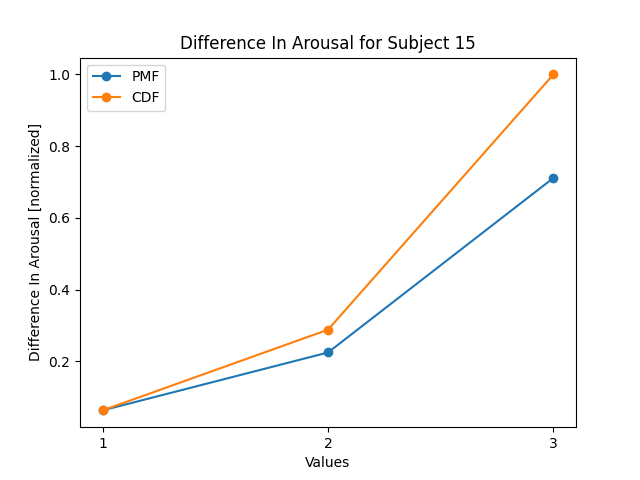 Difference In Arousal for Subject 15
PMF
CDF
Difference In Arousal [normalized]
1.0
0.8
0.6
0.4
0.2
1 2 3
Values